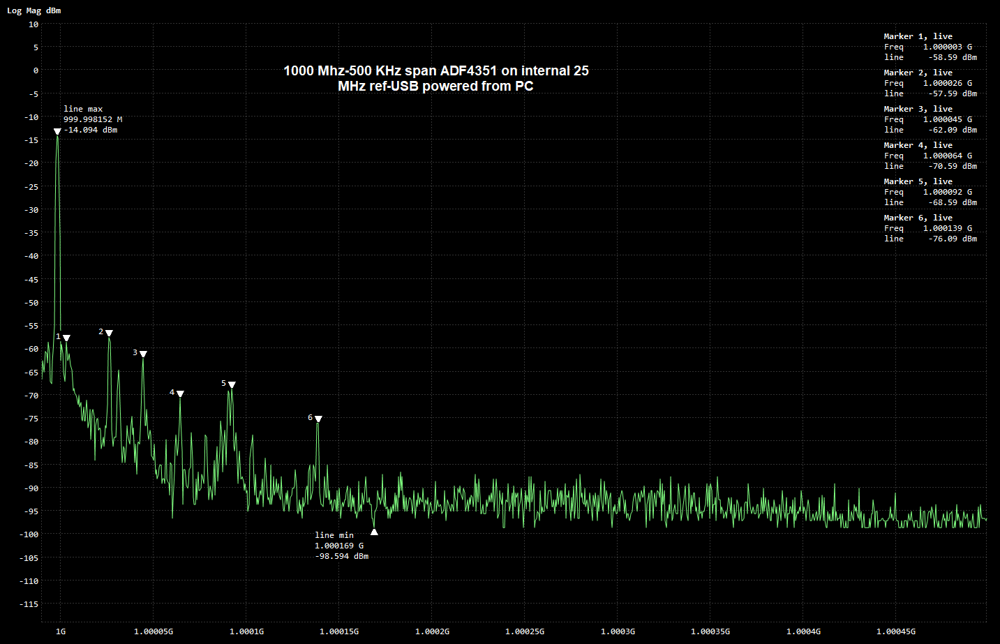 Log Mag dBm
10
5
0
-5
-10
-15
-20
-25
-30
-35
-40
-45
-50
-55
-60
-65
-70
-75
-80
-85
-90
-95
-100
-105
-110
-115
1000 Mhz-500 KHz span ADF4351 on internal 25
MHz ref-USB powered from PC
line max
999.998152 M
-14.094 dBm
1
2
3
4
5
6
line min
1.000169 G
-98.594 dBm
Marker 1, live
Freq 1.000003 G
line -58.59 dBm
Marker 2, live
Freq 1.000026 G
line -57.59 dBm
Marker 3, live
Freq 1.000045 G
line -62.09 dBm
Marker 4, live
Freq 1.000064 G
line -70.59 dBm
Marker 5, live
Freq 1.000092 G
line -68.59 dBm
Marker 6, live
Freq 1.000139 G
line -76.09 dBm
1G 1.00005G 1.0001G 1.00015G 1.0002G 1.00025G 1.0003G 1.00035G 1.0004G 1.00045G